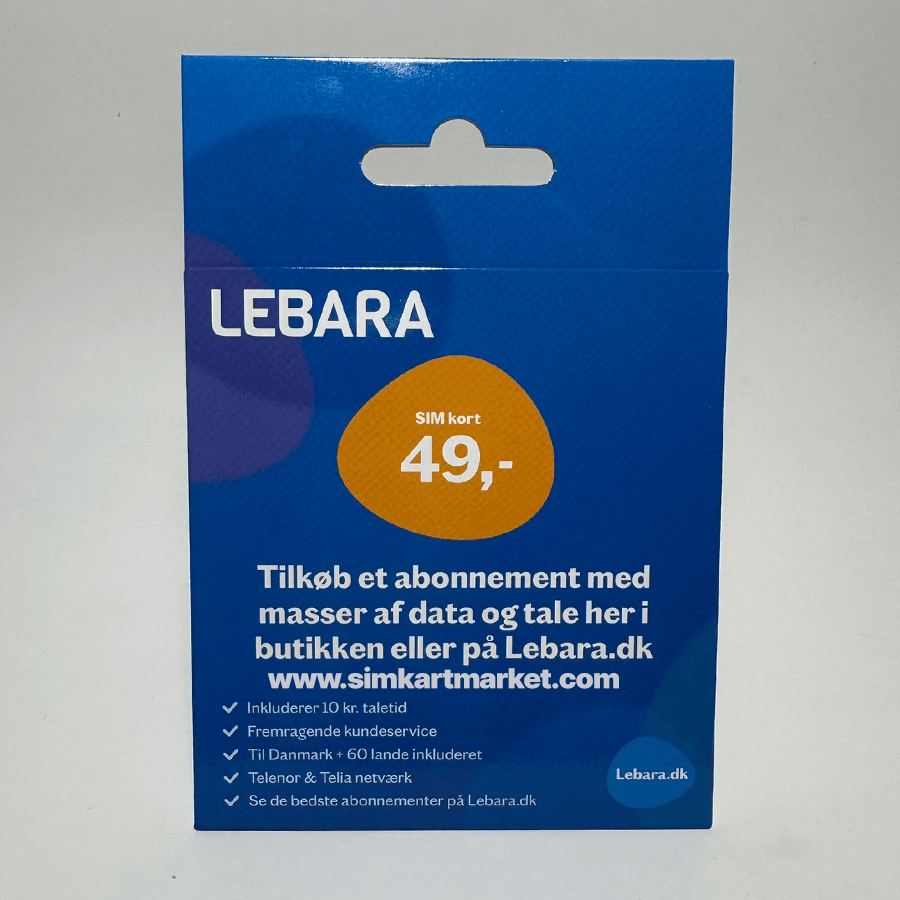 LEBARA
SIM kort
49,-
Tilkøb et abonnement med
masser af data og tale her i
butikken eller på Lebara.dk
www.simkartmarket.com
Inkluderer 10 kr. taletid
Fremragende kundeservice
Til Danmark + 60 lande inkluderet
Telenor & Telia netværk
Se de bedste abonnementer på Lebara.dk
Lebara.dk